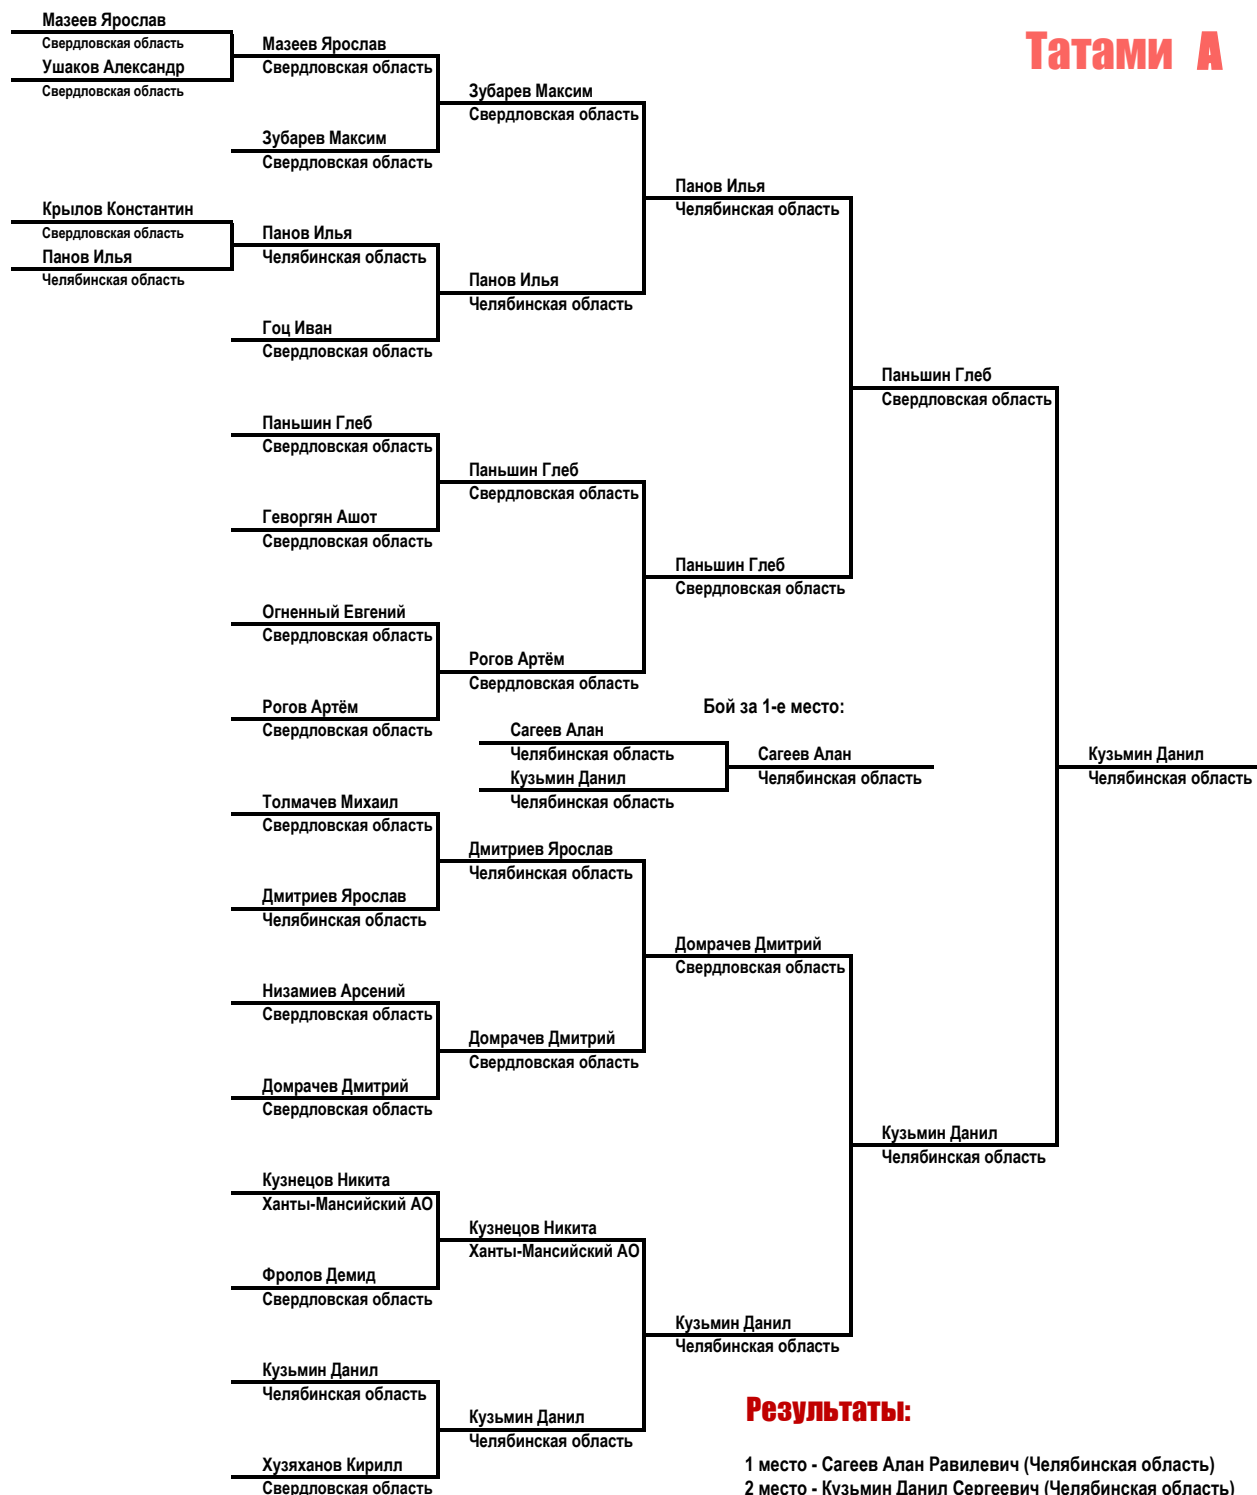 Татами А
Мазеев Ярослав
Свердловская область
Ушаков Александр
Свердловская область
Мазеев Ярослав
Свердловская область
Зубарев Максим
Свердловская область
Зубарев Максим
Свердловская область
Крылов Константин
Свердловская область
Панов Илья
Челябинская область
Панов Илья
Челябинская область
Гоц Иван
Свердловская область
Панов Илья
Челябинская область
Панов Илья
Челябинская область
Паньшин Глеб
Свердловская область
Геворгян Ашот
Свердловская область
Паньшин Глеб
Свердловская область
Огненный Евгений
Свердловская область
Рогов Артём
Свердловская область
Рогов Артём
Свердловская область
Паньшин Глеб
Свердловская область
Паньшин Глеб
Свердловская область
Бой за 1-е место:
Сагеев Алан
Челябинская область
Кузьмин Данил
Челябинская область
Сагеев Алан
Челябинская область
Кузьмин Данил
Челябинская область
Толмачев Михаил
Свердловская область
Дмитриев Ярослав
Челябинская область
Дмитриев Ярослав
Челябинская область
Низамиев Арсений
Свердловская область
Домрачев Дмитрий
Свердловская область
Домрачев Дмитрий
Свердловская область
Домрачев Дмитрий
Свердловская область
Кузьмин Данил
Челябинская область
Кузнецов Никита
Ханты-Мансийский АО
Фролов Демид
Свердловская область
Кузнецов Никита
Ханты-Мансийский АО
Кузьмин Данил
Челябинская область
Кузьмин Данил
Челябинская область
Хузяханов Кирилл
Свердловская область
Кузьмин Данил
Челябинская область
Результаты:
1 место - Сагеев Алан Равилевич (Челябинская область)
2 место - Кузьмин Данил Сергеевич (Челябинская область)